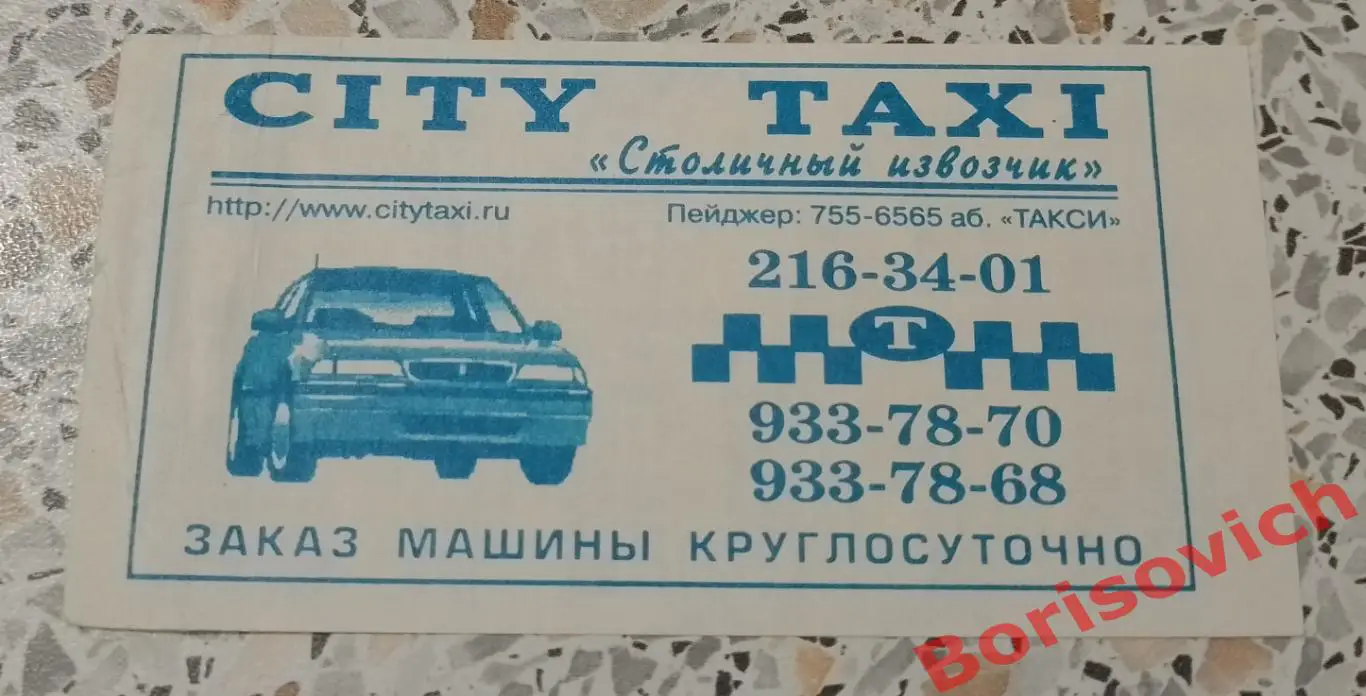 CITY TAXI
«Столичный извозчик»
http://www.citytaxi.ru
Пейджер: 755-6565 аб. «ТАКСИ»
216-34-01
T
933-78-70
933-78-68
ЗАКАЗ МАШИНЫ КРУГЛОСУТОЧНО
Borisovich